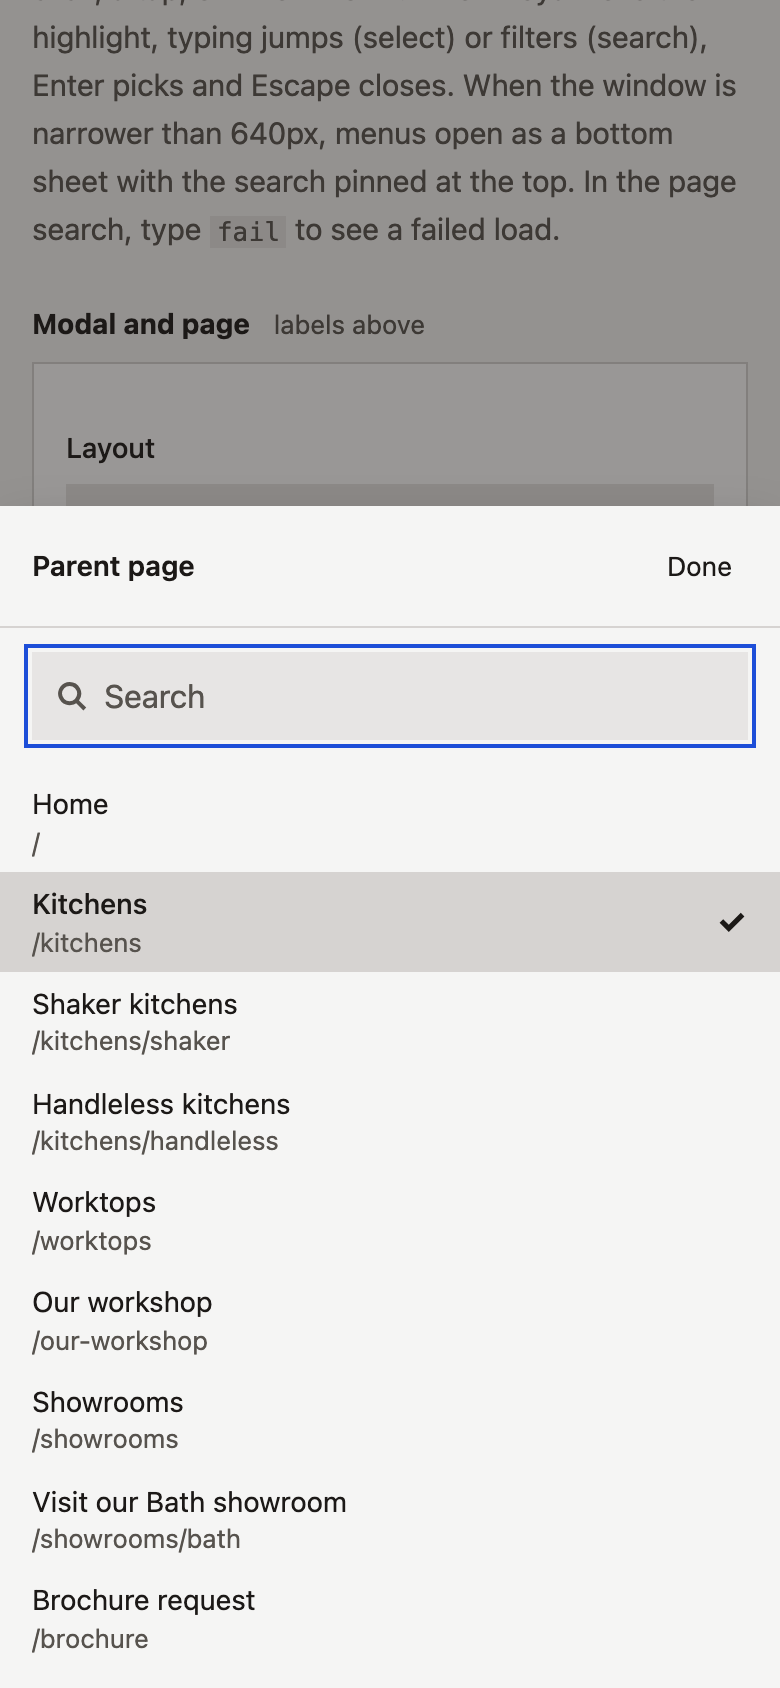 highlight, typing jumps (select) or filters (search),
Enter picks and Escape closes. When the window is
narrower than 640px, menus open as a bottom
sheet with the search pinned at the top. In the page
search, type fail to see a failed load.
Modal and page labels above
Layout
Parent page Done
Search
Home
/
Kitchens
/kitchens
Shaker kitchens
/kitchens/shaker
Handleless kitchens
/kitchens/handleless
Worktops
/worktops
Our workshop
/our-workshop
Showrooms
/showrooms
Visit our Bath showroom
/showrooms/bath
Brochure request
/brochure